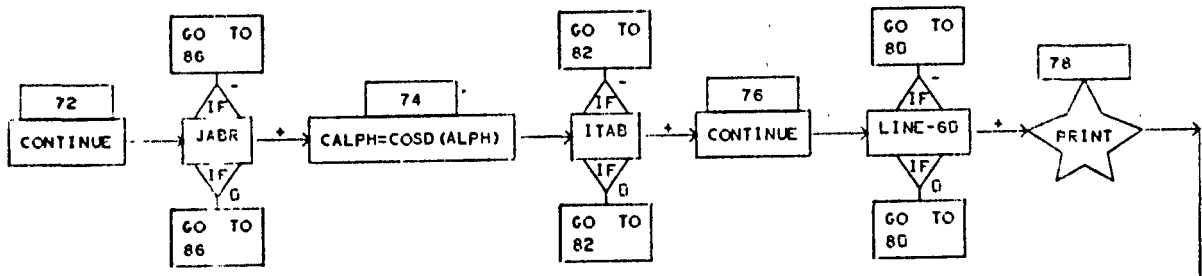 GO TO
86
GO TO
82
GO TO
80
78
72
74
76
IF -
IF -
IF -
CONTINUE
JABR
+
CALPH=COSD(ALPH)
ITAB
+
CONTINUE
LINE-60
+
PRINT
IF 0
IF 0
IF 0
GO TO
86
GO TO
82
GO TO
80